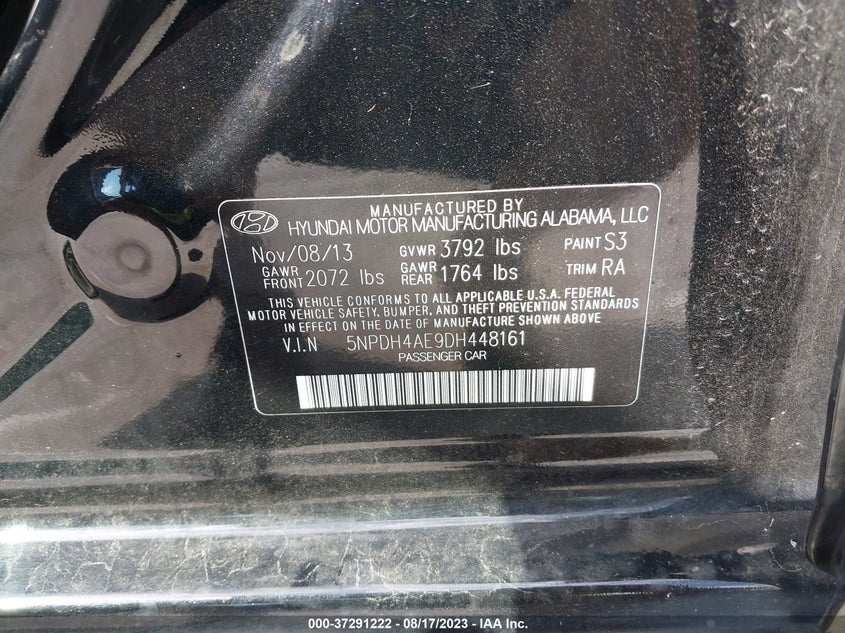 MANUFACTURED BY
HYUNDAI MOTOR MANUFACTURING ALABAMA, LLC
Nov/08/13 GVWR 3792 lbs PAINT S3
GAWR FRONT 2072 lbs GAWR REAR 1764 lbs TRIM RA
THIS VEHICLE CONFORMS TO ALL APPLICABLE U.S.A. FEDERAL
MOTOR VEHICLE SAFETY, BUMPER, AND THEFT PREVENTION STANDARDS
IN EFFECT ON THE DATE OF MANUFACTURE SHOWN ABOVE
V.I.N 5NPDH4AE9DH448161
PASSENGER CAR
000-37291222 - 08/17/2023 - IAA Inc.